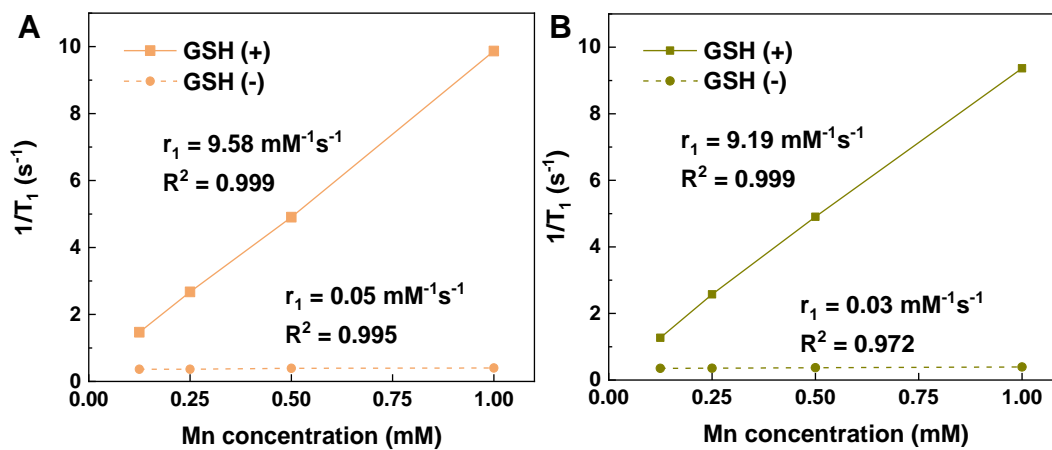 A
GSH (+)
GSH (-)
r₁ = 9.58 mM⁻¹s⁻¹
R² = 0.999
r₁ = 0.05 mM⁻¹s⁻¹
R² = 0.995
1/T₁ (s⁻¹)
10
8
6
4
2
0
0.00 0.25 0.50 0.75 1.00
Mn concentration (mM)
B
GSH (+)
GSH (-)
r₁ = 9.19 mM⁻¹s⁻¹
R² = 0.999
r₁ = 0.03 mM⁻¹s⁻¹
R² = 0.972
1/T₁ (s⁻¹)
10
8
6
4
2
0
0.00 0.25 0.50 0.75 1.00
Mn concentration (mM)